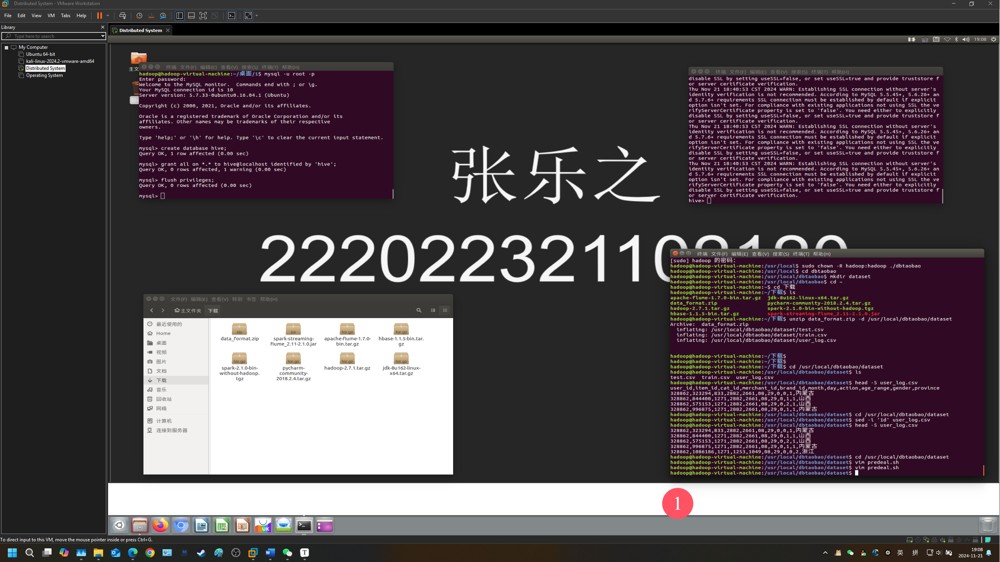 Distributed System - VMware Workstation
File Edit View VM Tabs Help
Library
Type here to search
My Computer
Ubuntu 64-bit
kali-linux-2024.2-vmware-amd64
Distributed System
Operating System
Distributed System
19:08
终端 文件(F) 编辑(E) 查看(V) 搜索(S) 终端(T) 帮助(H)
hadoop@hadoop-virtual-machine:~/桌面/1$ mysql -u root -p
Enter password:
Welcome to the MySQL monitor.  Commands end with ; or \g.
Your MySQL connection id is 10
Server version: 5.7.33-0ubuntu0.16.04.1 (Ubuntu)
Copyright (c) 2000, 2021, Oracle and/or its affiliates.
Oracle is a registered trademark of Oracle Corporation and/or its
affiliates. Other names may be trademarks of their respective
owners.
Type 'help;' or '\h' for help. Type '\c' to clear the current input statement.
mysql> create database hive;
Query OK, 1 row affected (0.00 sec)
mysql> grant all on *.* to hive@localhost identified by 'hive';
Query OK, 0 rows affected, 1 warning (0.00 sec)
mysql> flush privileges;
Query OK, 0 rows affected (0.00 sec)
mysql>
终端 文件(F) 编辑(E) 查看(V) 搜索(S) 终端(T) 帮助(H)
disable SSL by setting useSSL=false, or set useSSL=true and provide truststore f
or server certificate verification.
Thu Nov 21 18:40:53 CST 2024 WARN: Establishing SSL connection without server's
identity verification is not recommended. According to MySQL 5.5.45+, 5.6.26+ an
d 5.7.6+ requirements SSL connection must be established by default if explicit
option isn't set. For compliance with existing applications not using SSL the ve
rifyServerCertificate property is set to 'false'. You need either to explicitly
disable SSL by setting useSSL=false, or set useSSL=true and provide truststore f
or server certificate verification.
Thu Nov 21 18:40:53 CST 2024 WARN: Establishing SSL connection without server's
identity verification is not recommended. According to MySQL 5.5.45+, 5.6.26+ an
d 5.7.6+ requirements SSL connection must be established by default if explicit
option isn't set. For compliance with existing applications not using SSL the ve
rifyServerCertificate property is set to 'false'. You need either to explicitly
disable SSL by setting useSSL=false, or set useSSL=true and provide truststore f
or server certificate verification.
Thu Nov 21 18:40:53 CST 2024 WARN: Establishing SSL connection without server's
identity verification is not recommended. According to MySQL 5.5.45+, 5.6.26+ an
d 5.7.6+ requirements SSL connection must be established by default if explicit
option isn't set. For compliance with existing applications not using SSL the ve
rifyServerCertificate property is set to 'false'. You need either to explicitly
disable SSL by setting useSSL=false, or set useSSL=true and provide truststore f
or server certificate verification.
hive>
主文
张乐之
2220223211
文件(F) 编辑(E) 查看(V) 转到 书签 帮助(H)
主文件夹 下载
最近使用的
Home
桌面
视频
图片
文档
下载
音乐
回收站
网络
计算机
连接到服务器
zip jar tar.gz tar.gz
data_format.zip
spark-streaming-
flume_2.11-2.1.0.jar
apache-flume-1.7.0-
bin.tar.gz
hbase-1.1.5-bin.tar.
gz
tar.gz tar.gz tar.gz tar.gz
spark-2.1.0-bin-
without-hadoop.
tgz
pycharm-
community-
2018.2.4.tar.gz
hadoop-2.7.1.tar.gz
jdk-8u162-linux-
x64.tar.gz
终端 文件(F) 编辑(E) 查看(V) 搜索(S) 终端(T) 帮助(H)
[sudo] hadoop 的密码：
hadoop@hadoop-virtual-machine:/usr/local$ sudo chown -R hadoop:hadoop ./dbtaobao
hadoop@hadoop-virtual-machine:/usr/local$ cd dbtaobao
hadoop@hadoop-virtual-machine:/usr/local/dbtaobao$ mkdir dataset
hadoop@hadoop-virtual-machine:/usr/local/dbtaobao$ cd ~
hadoop@hadoop-virtual-machine:~$ cd 下载
hadoop@hadoop-virtual-machine:~/下载$ ls
apache-flume-1.7.0-bin.tar.gz  jdk-8u162-linux-x64.tar.gz
data_format.zip                pycharm-community-2018.2.4.tar.gz
hadoop-2.7.1.tar.gz            spark-2.1.0-bin-without-hadoop.tgz
hbase-1.1.5-bin.tar.gz         spark-streaming-flume_2.11-2.1.0.jar
hadoop@hadoop-virtual-machine:~/下载$ unzip data_format.zip -d /usr/local/dbtaobao/dataset
Archive:  data_format.zip
  inflating: /usr/local/dbtaobao/dataset/test.csv
  inflating: /usr/local/dbtaobao/dataset/train.csv
  inflating: /usr/local/dbtaobao/dataset/user_log.csv
hadoop@hadoop-virtual-machine:~/下载$
hadoop@hadoop-virtual-machine:~/下载$
hadoop@hadoop-virtual-machine:~/下载$ cd /usr/local/dbtaobao/dataset
hadoop@hadoop-virtual-machine:/usr/local/dbtaobao/dataset$ ls
test.csv  train.csv  user_log.csv
hadoop@hadoop-virtual-machine:/usr/local/dbtaobao/dataset$ head -5 user_log.csv
user_id,item_id,cat_id,merchant_id,brand_id,month,day,action,age_range,gender,province
328862,323294,833,2882,2661,08,29,0,0,1,内蒙古
328862,844400,1271,2882,2661,08,29,0,1,1,山西
328862,575153,1271,2882,2661,08,29,0,2,1,山西
328862,996875,1271,2882,2661,08,29,0,1,1,内蒙古
hadoop@hadoop-virtual-machine:/usr/local/dbtaobao/dataset$ cd /usr/local/dbtaobao/dataset
hadoop@hadoop-virtual-machine:/usr/local/dbtaobao/dataset$ sed -i '1d' user_log.csv
hadoop@hadoop-virtual-machine:/usr/local/dbtaobao/dataset$ head -5 user_log.csv
328862,323294,833,2882,2661,08,29,0,0,1,内蒙古
328862,844400,1271,2882,2661,08,29,0,1,1,山西
328862,575153,1271,2882,2661,08,29,0,2,1,山西
328862,996875,1271,2882,2661,08,29,0,1,1,内蒙古
328862,1086186,1271,1253,1049,08,29,0,0,2,浙江
hadoop@hadoop-virtual-machine:/usr/local/dbtaobao/dataset$ cd /usr/local/dbtaobao/dataset
hadoop@hadoop-virtual-machine:/usr/local/dbtaobao/dataset$ vim predeal.sh
hadoop@hadoop-virtual-machine:/usr/local/dbtaobao/dataset$ vim predeal.sh
hadoop@hadoop-virtual-machine:/usr/local/dbtaobao/dataset$
1
UK
To direct input to this VM, move the mouse pointer inside or press Ctrl+G.
英 拼
19:08
2024-11-21